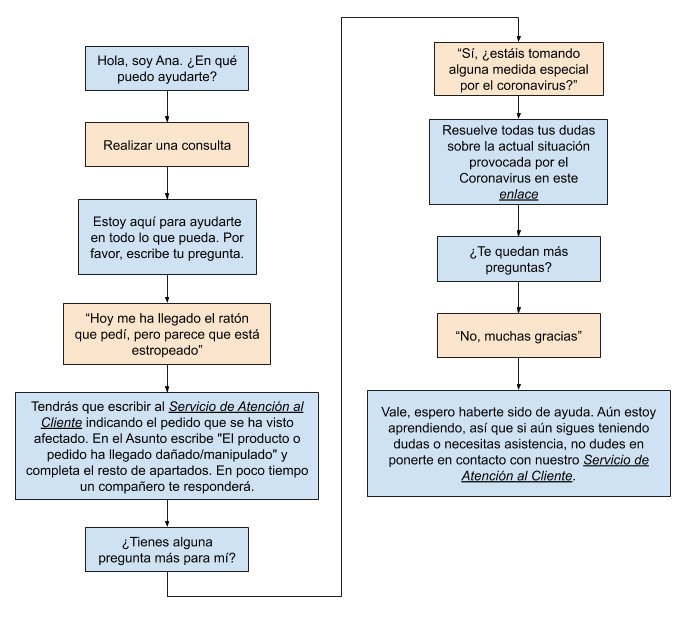 Hola, soy Ana. ¿En qué
puedo ayudarte?
Realizar una consulta
Estoy aquí para ayudarte
en todo lo que pueda. Por
favor, escribe tu pregunta.
“Hoy me ha llegado el ratón
que pedí, pero parece que está
estropeado”
Tendrás que escribir al Servicio de Atención al
Cliente indicando el pedido que se ha visto
afectado. En el Asunto escribe "El producto o
pedido ha llegado dañado/manipulado" y
completa el resto de apartados. En poco tiempo
un compañero te responderá.
¿Tienes alguna
pregunta más para mí?
“Sí, ¿estáis tomando
alguna medida especial
por el coronavirus?”
Resuelve todas tus dudas
sobre la actual situación
provocada por el
Coronavirus en este
enlace
¿Te quedan más
preguntas?
“No, muchas gracias”
Vale, espero haberte sido de ayuda. Aún estoy
aprendiendo, así que si aún sigues teniendo
dudas o necesitas asistencia, no dudes en
ponerte en contacto con nuestro Servicio de
Atención al Cliente.